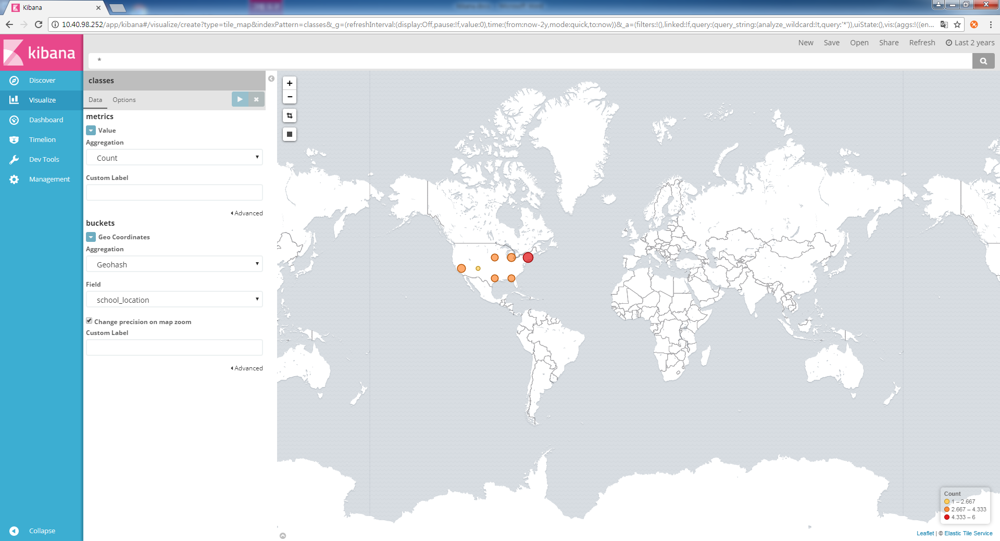 Kibana
10.40.98.252/app/kibana#/visualize/create?type=tile_map&indexPattern=classes&_g=(refreshInterval:(display:Off,pause:!f,value:0),time:(from:now-2y,mode:quick,to:now))&_a=(filters:!(),linked:!f,query:(query_string:(analyze_wildcard:!t,query:'*')),uiState:(),vis:(aggs:!((en...
kibana
New Save Open Share Refresh Last 2 years
*
Discover
Visualize
Dashboard
Timelion
Dev Tools
Management
Collapse
classes
Data Options
metrics
Value
Aggregation
Count
Custom Label
Advanced
buckets
Geo Coordinates
Aggregation
Geohash
Field
school_location
Change precision on map zoom
Custom Label
Advanced
+
−
Count
1 – 2.667
2.667 – 4.333
4.333 – 6
Leaflet | © Elastic Tile Service